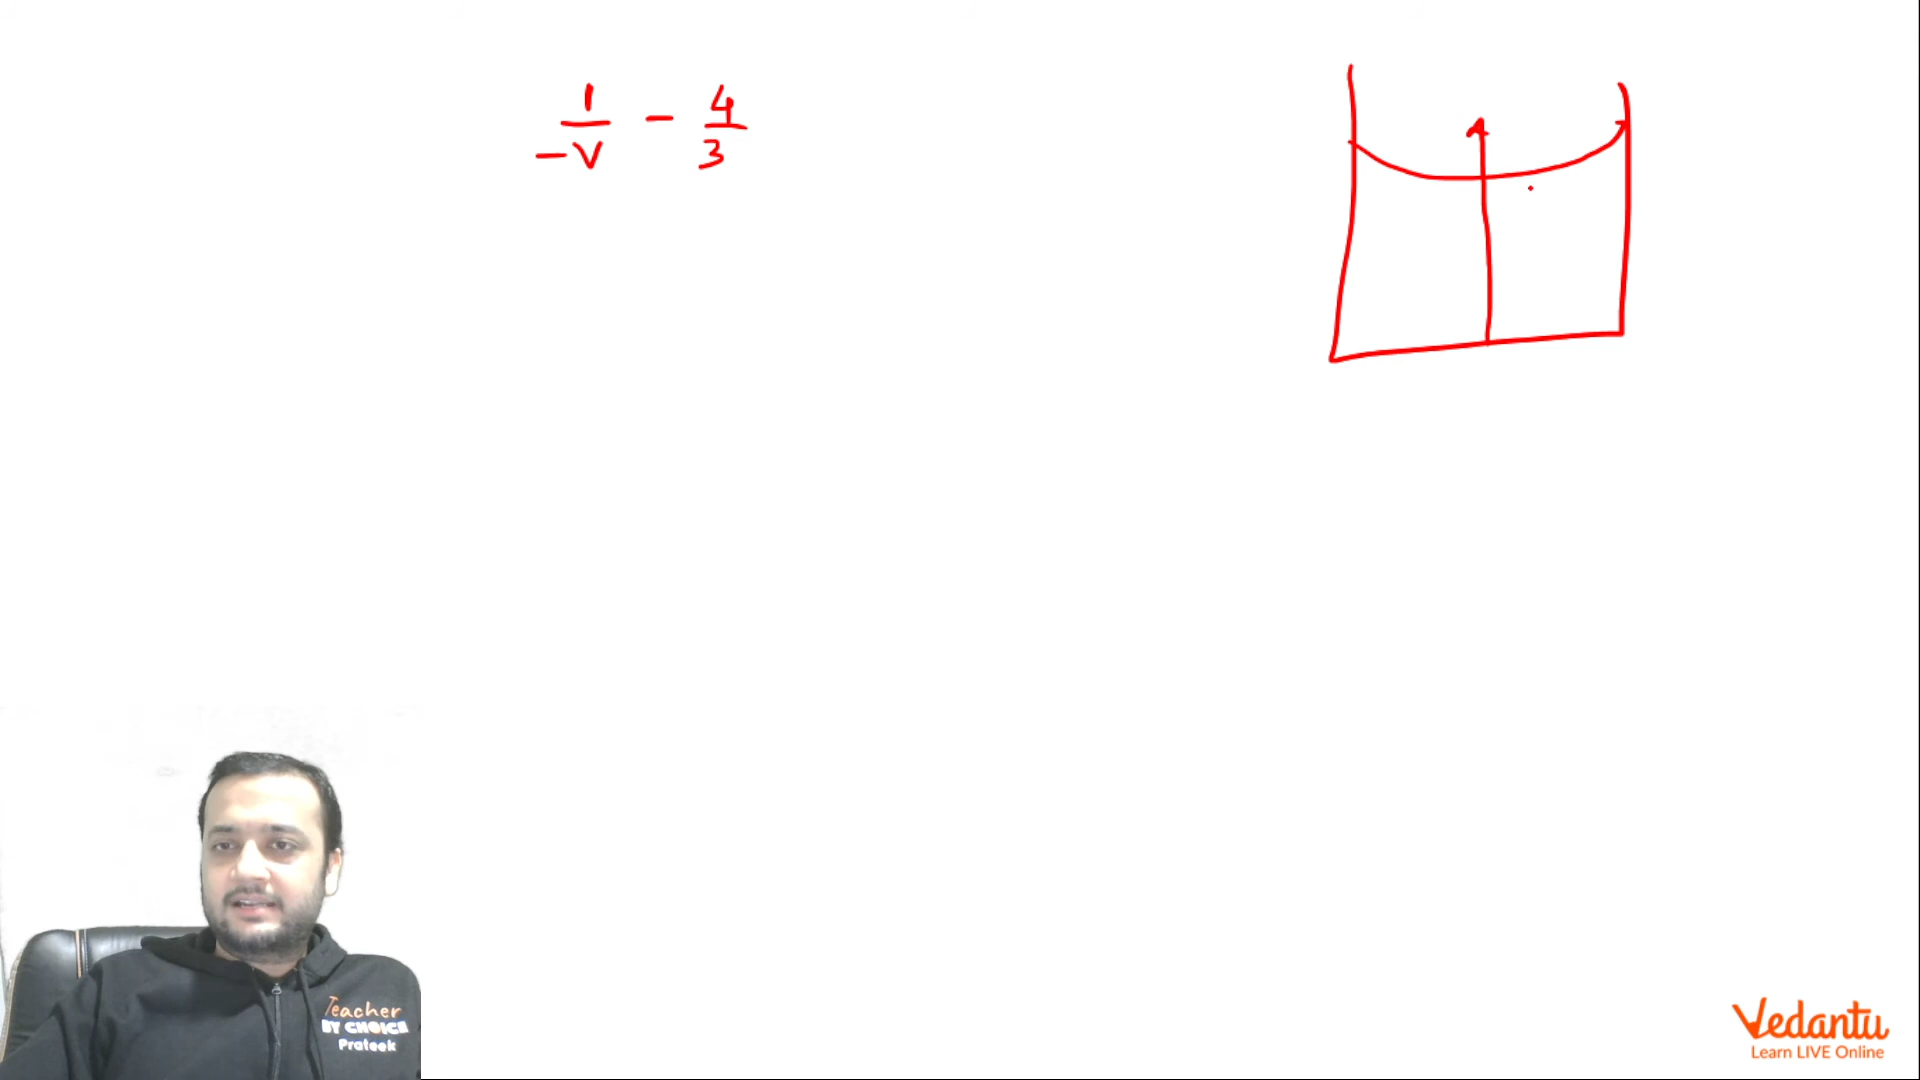 1/-V - 4/3
Teacher
BY CHOICE
Prateek
Vedantu
Learn LIVE Online